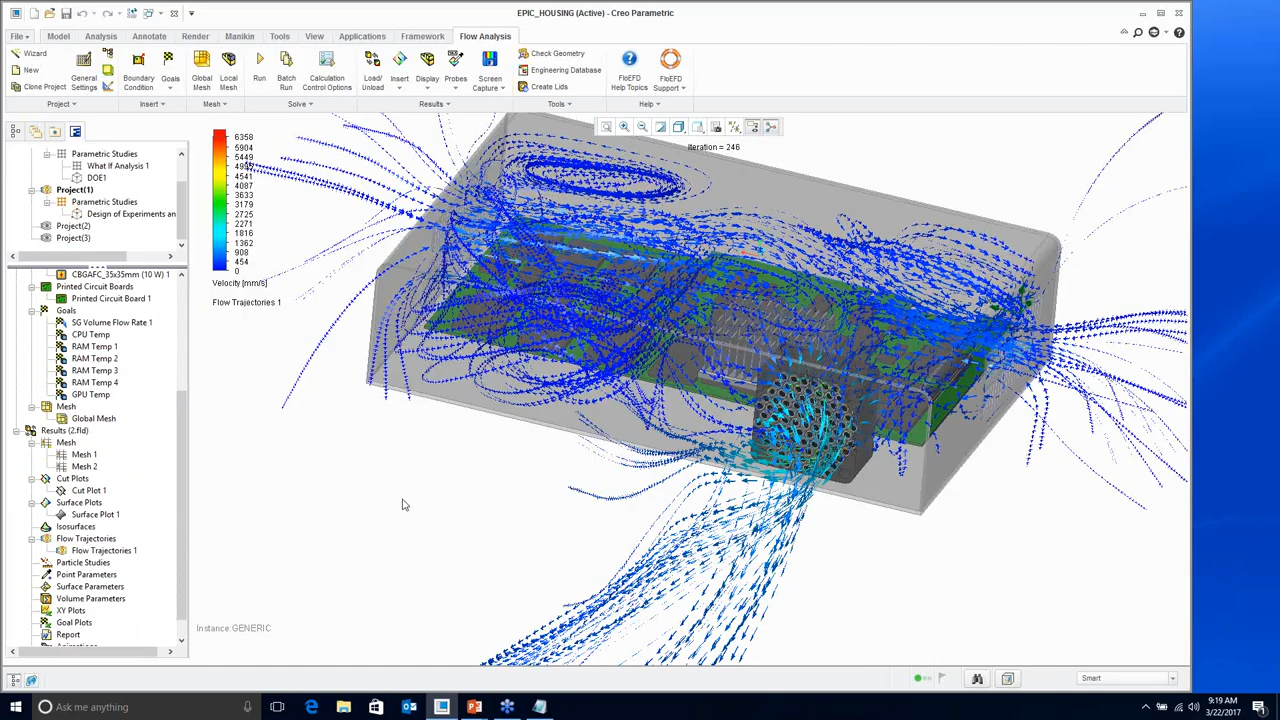 EPIC_HOUSING (Active) - Creo Parametric
File Model Analysis Annotate Render Manikin Tools View Applications Framework Flow Analysis
Wizard
New
Clone Project
General Settings
Boundary Condition
Goals
Global Mesh
Local Mesh
Run
Batch Run
Calculation Control Options
Load/ Unload
Insert
Display
Probes
Screen Capture
Check Geometry
Engineering Database
Create Lids
FloEFD Help Topics
FloEFD Support
Project Insert Mesh Solve Results Tools Help
Parametric Studies
What If Analysis 1
DOE1
Project(1)
Parametric Studies
Design of Experiments an
Project(2)
Project(3)
CBGAFC_35x35mm (10 W) 1
Printed Circuit Boards
Printed Circuit Board 1
Goals
SG Volume Flow Rate 1
CPU Temp
RAM Temp 1
RAM Temp 2
RAM Temp 3
RAM Temp 4
GPU Temp
Mesh
Global Mesh
Results (2.fld)
Mesh
Mesh 1
Mesh 2
Cut Plots
Cut Plot 1
Surface Plots
Surface Plot 1
Isosurfaces
Flow Trajectories
Flow Trajectories 1
Particle Studies
Point Parameters
Surface Parameters
Volume Parameters
XY Plots
Goal Plots
Report
6358
5904
5449
4541
4087
3633
3179
2725
2271
1816
1362
908
454
0
Velocity [mm/s]
Flow Trajectories 1
Iteration = 246
Instance:GENERIC
Smart
Ask me anything
9:19 AM
3/22/2017